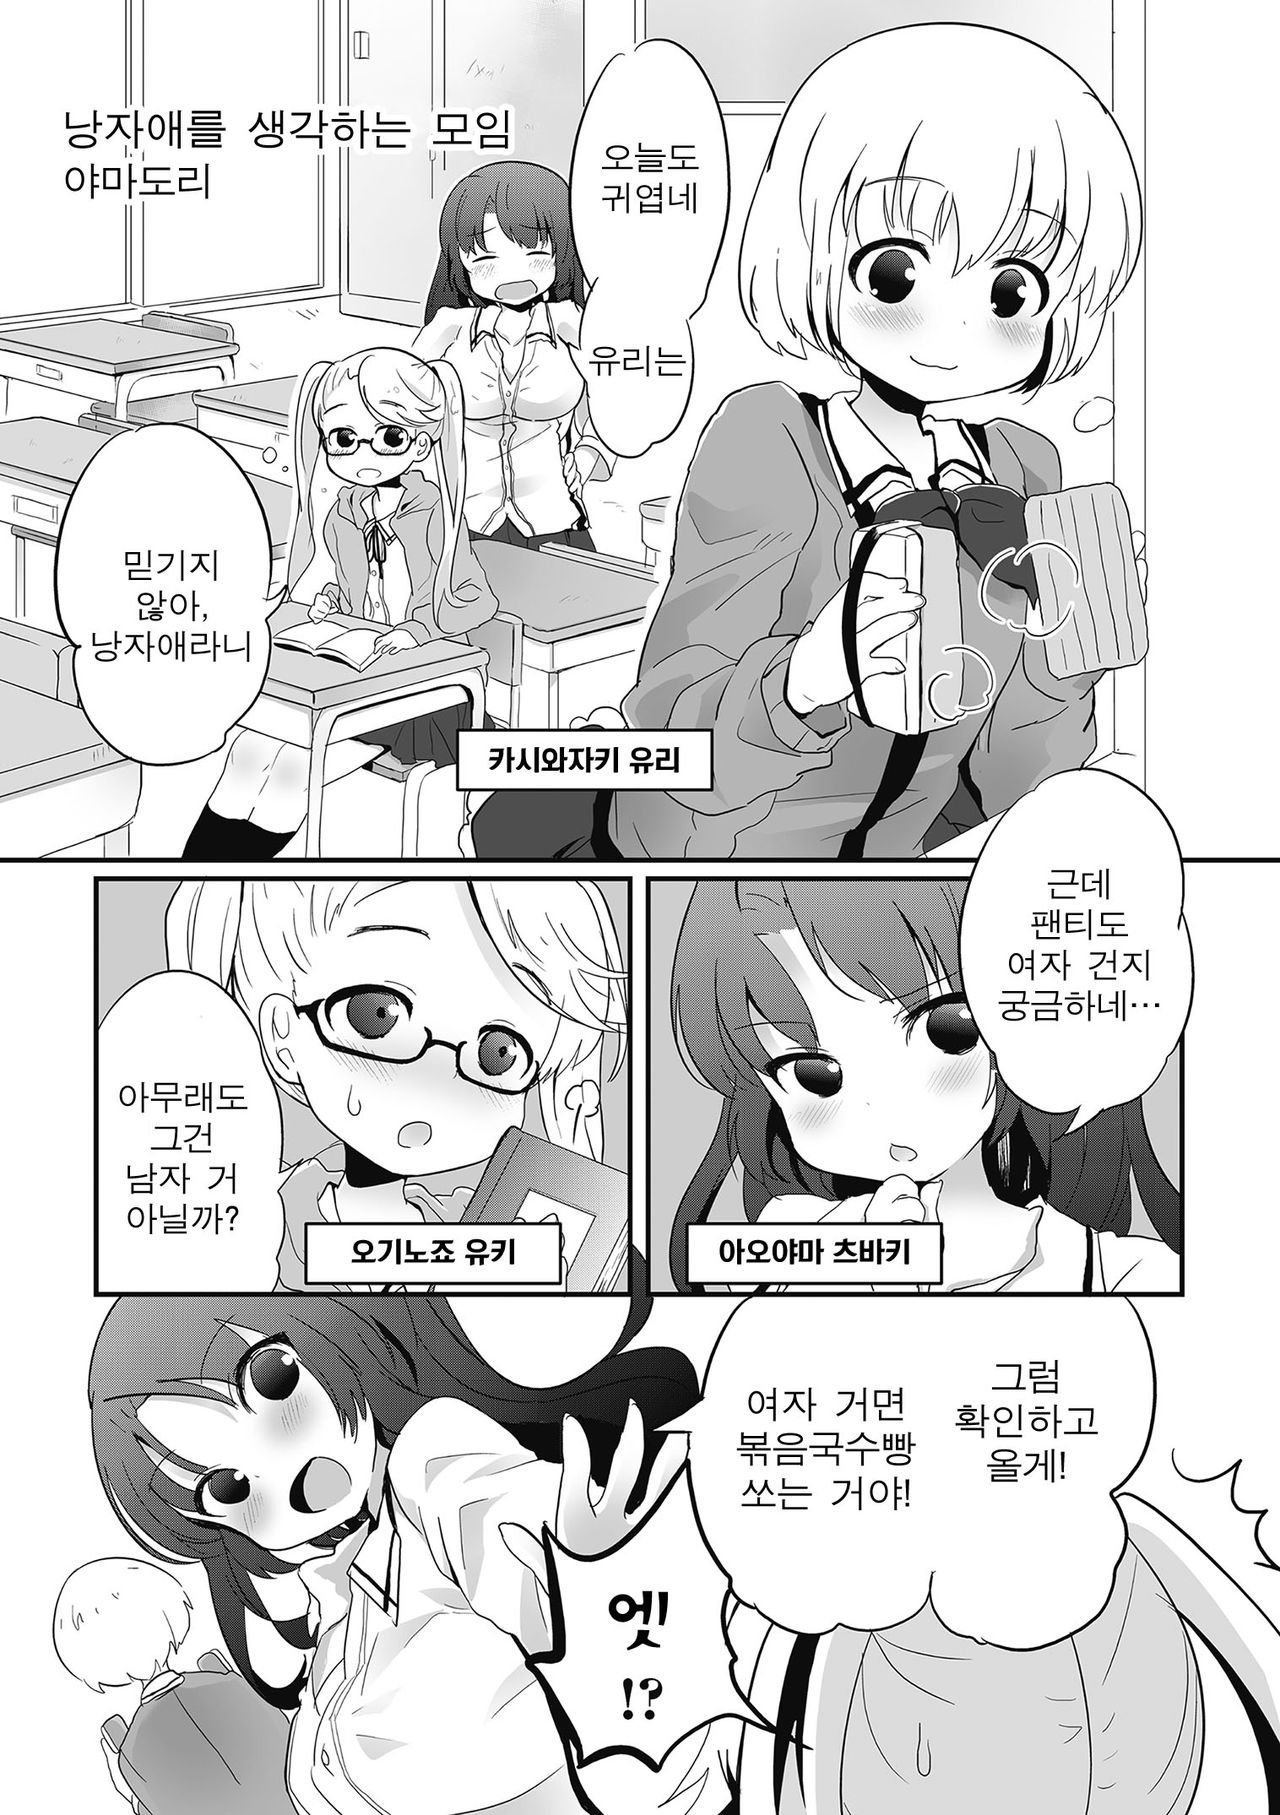 낭자애를 생각하는 모임
야마도리
오늘도
귀엽네
유리는
믿기지
않아,
낭자애라니
카시와자키 유리
근데
팬티도
여자 건지
궁금하네…
아오야마 츠바키
아무래도
그건
남자 거
아닐까?
오기노죠 유키
그럼
확인하고
올게!
여자 거면
볶음국수빵
쏘는 거야!
엣
!?